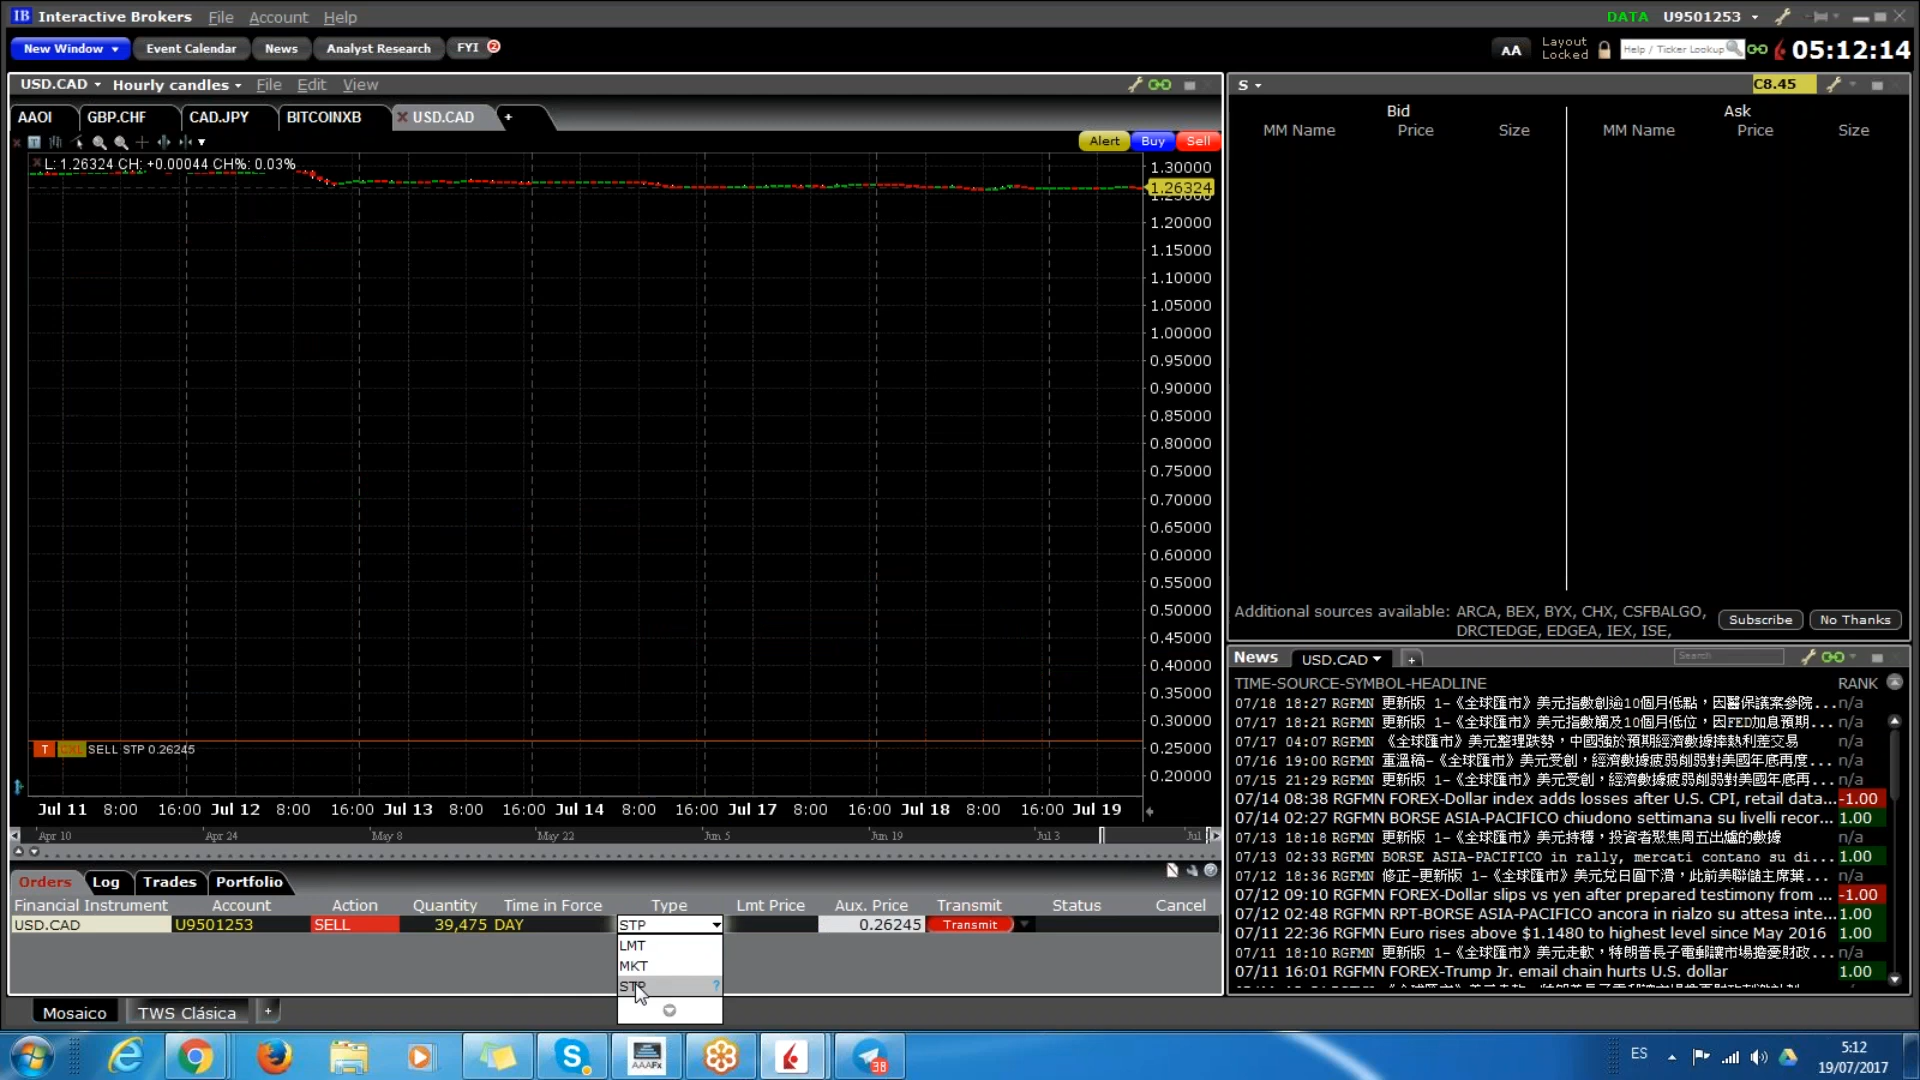 IB Interactive Brokers File Account Help
DATA U9501253
New Window Event Calendar News Analyst Research FYI 2
AA Layout Locked Help / Ticker Lookup 05:12:14
USD.CAD Hourly candles File Edit View
AAOI GBP.CHF CAD.JPY BITCOINXB USD.CAD +
Alert Buy Sell
L: 1.26324 CH: +0.00044 CH%: 0.03%
1.30000
1.26324
1.25000
1.20000
1.15000
1.10000
1.05000
1.00000
0.95000
0.90000
0.85000
0.80000
0.75000
0.70000
0.65000
0.60000
0.55000
0.50000
0.45000
0.40000
0.35000
0.30000
0.25000
0.20000
T CXL SELL STP 0.26245
Jul 11 8:00 16:00 Jul 12 8:00 16:00 Jul 13 8:00 16:00 Jul 14 8:00 16:00 Jul 17 8:00 16:00 Jul 18 8:00 16:00 Jul 19
Apr 10 Apr 24 May 8 May 22 Jun 5 Jun 19 Jul 3 Jul
Orders Log Trades Portfolio
Financial Instrument Account Action Quantity Time in Force Type Lmt Price Aux. Price Transmit Status Cancel
USD.CAD U9501253 SELL 39,475 DAY STP 0.26245 Transmit
LMT
MKT
STP ?
Mosaico TWS Clásica +
S C8.45
Bid Ask
MM Name Price Size MM Name Price Size
Additional sources available: ARCA, BEX, BYX, CHX, CSFBALGO,
DRCTEDGE, EDGEA, IEX, ISE,
Subscribe No Thanks
News USD.CAD + Search
TIME-SOURCE-SYMBOL-HEADLINE RANK
07/18 18:27 RGFMN 更新版 1-《全球匯市》美元指數創逾10個月低點，因醫保議案參院... n/a
07/17 18:21 RGFMN 更新版 1-《全球匯市》美元指數觸及10個月低位，因FED加息預期... n/a
07/17 04:07 RGFMN 《全球匯市》美元整理跌勢，中國強於預期經濟數據捧熱利差交易 n/a
07/16 19:00 RGFMN 重溫稿-《全球匯市》美元受創，經濟數據疲弱削弱對美國年底再度... n/a
07/15 21:29 RGFMN 更新版 1-《全球匯市》美元受創，經濟數據疲弱削弱對美國年底再... n/a
07/14 08:38 RGFMN FOREX-Dollar index adds losses after U.S. CPI, retail data... -1.00
07/14 02:27 RGFMN BORSE ASIA-PACIFICO chiudono settimana su livelli recor... 1.00
07/13 18:18 RGFMN 更新版 1-《全球匯市》美元持穩，投資者聚焦周五出爐的數據 n/a
07/13 02:33 RGFMN BORSE ASIA-PACIFICO in rally, mercati contano su di... 1.00
07/12 18:36 RGFMN 修正-更新版 1-《全球匯市》美元兌日圓下滑，此前美聯儲主席葉... n/a
07/12 09:10 RGFMN FOREX-Dollar slips vs yen after prepared testimony from ... -1.00
07/12 02:48 RGFMN RPT-BORSE ASIA-PACIFICO ancora in rialzo su attesa inte... 1.00
07/11 22:36 RGFMN Euro rises above $1.1480 to highest level since May 2016 1.00
07/11 18:10 RGFMN 更新版 1-《全球匯市》美元走軟，特朗普長子電郵讓市場擔憂財政... n/a
07/11 16:01 RGFMN FOREX-Trump Jr. email chain hurts U.S. dollar 1.00
AAAFx
38
ES
5:12
19/07/2017